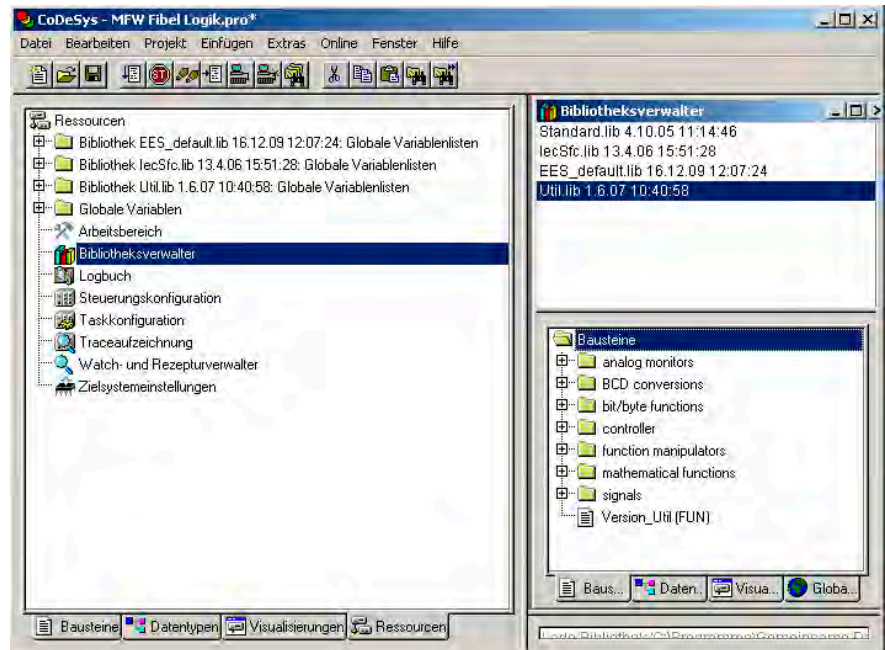 CoDeSys - MFW Fibel Logik.pro*
Datei Bearbeiten Projekt Einfügen Extras Online Fenster Hilfe
ST
Ressourcen
Bibliothek EES_default.lib 16.12.09 12:07:24: Globale Variablenlisten
Bibliothek IecSfc.lib 13.4.06 15:51:28: Globale Variablenlisten
Bibliothek Util.lib 1.6.07 10:40:58: Globale Variablenlisten
Globale Variablen
Arbeitsbereich
Bibliotheksverwalter
Logbuch
Steuerungskonfiguration
Taskkonfiguration
Traceaufzeichnung
Watch- und Rezepturverwalter
Zielsystemeinstellungen
Bausteine Datentypen Visualisierungen Ressourcen
Bibliotheksverwalter
Standard.lib 4.10.05 11:14:46
IecSfc.lib 13.4.06 15:51:28
EES_default.lib 16.12.09 12:07:24
Util.lib 1.6.07 10:40:58
Bausteine
analog monitors
BCD conversions
bit/byte functions
controller
function manipulators
mathematical functions
signals
Version_Util (FUN)
Baus... Daten... Visua... Globa...